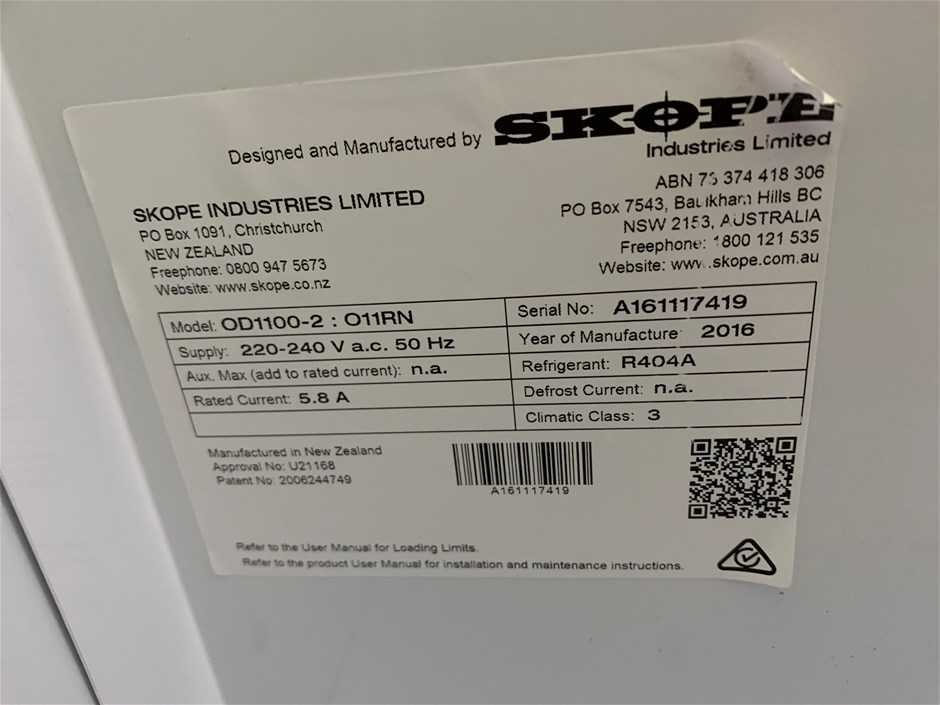 Designed and Manufactured by SKOPE
Industries Limited
SKOPE INDUSTRIES LIMITED
PO Box 1091, Christchurch
NEW ZEALAND
Freephone: 0800 947 5673
Website: www.skope.co.nz
ABN 73 374 418 306
PO Box 7543, Baulkham Hills BC
NSW 2153, AUSTRALIA
Freephone: 1800 121 535
Website: www.skope.com.au
Model: OD1100-2 : O11RN
Serial No: A161117419
Supply: 220-240 V a.c. 50 Hz
Year of Manufacture: 2016
Aux. Max (add to rated current): n.a.
Refrigerant: R404A
Rated Current: 5.8 A
Defrost Current: n.a.
Climatic Class: 3
Manufactured in New Zealand
Approval No: U21168
Patent No: 2006244749
A161117419
Refer to the User Manual for Loading Limits.
Refer to the product User Manual for installation and maintenance instructions.